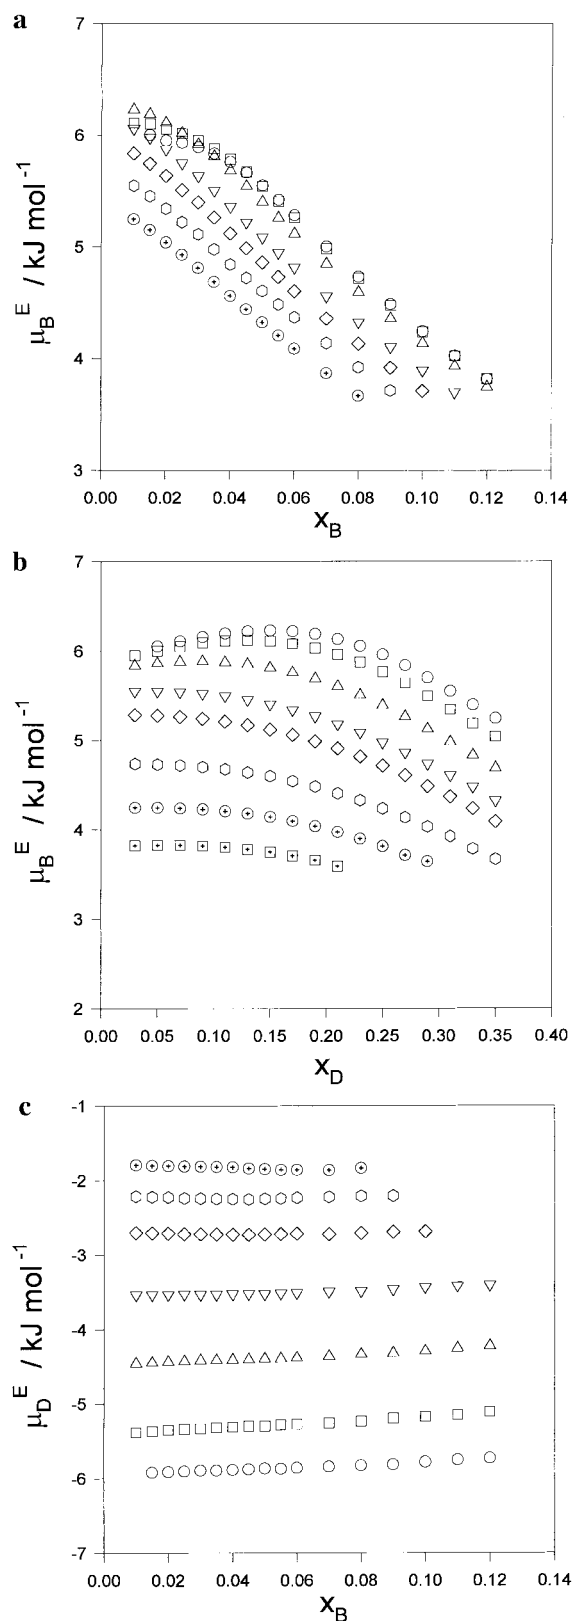 a
7
6
5
4
3
μ_B^E / kJ mol⁻¹
0.00 0.02 0.04 0.06 0.08 0.10 0.12 0.14
X_B
b
7
6
5
4
3
2
μ_B^E / kJ mol⁻¹
0.00 0.05 0.10 0.15 0.20 0.25 0.30 0.35 0.40
X_D
c
-1
-2
-3
-4
-5
-6
-7
μ_D^E / kJ mol⁻¹
0.00 0.02 0.04 0.06 0.08 0.10 0.12 0.14
X_B